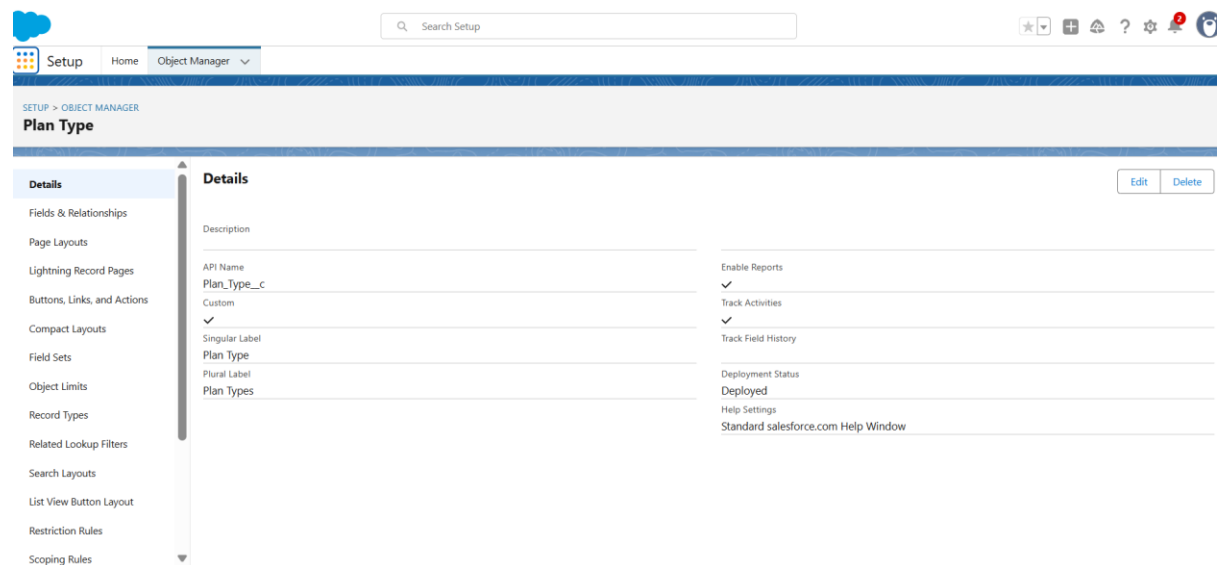 Search Setup
2
Setup
Home
Object Manager
SETUP > OBJECT MANAGER
Plan Type
Details
Fields & Relationships
Page Layouts
Lightning Record Pages
Buttons, Links, and Actions
Compact Layouts
Field Sets
Object Limits
Record Types
Related Lookup Filters
Search Layouts
List View Button Layout
Restriction Rules
Scoping Rules
Details
Edit
Delete
Description
API Name
Plan_Type__c
Custom
Singular Label
Plan Type
Plural Label
Plan Types
Enable Reports
Track Activities
Track Field History
Deployment Status
Deployed
Help Settings
Standard salesforce.com Help Window